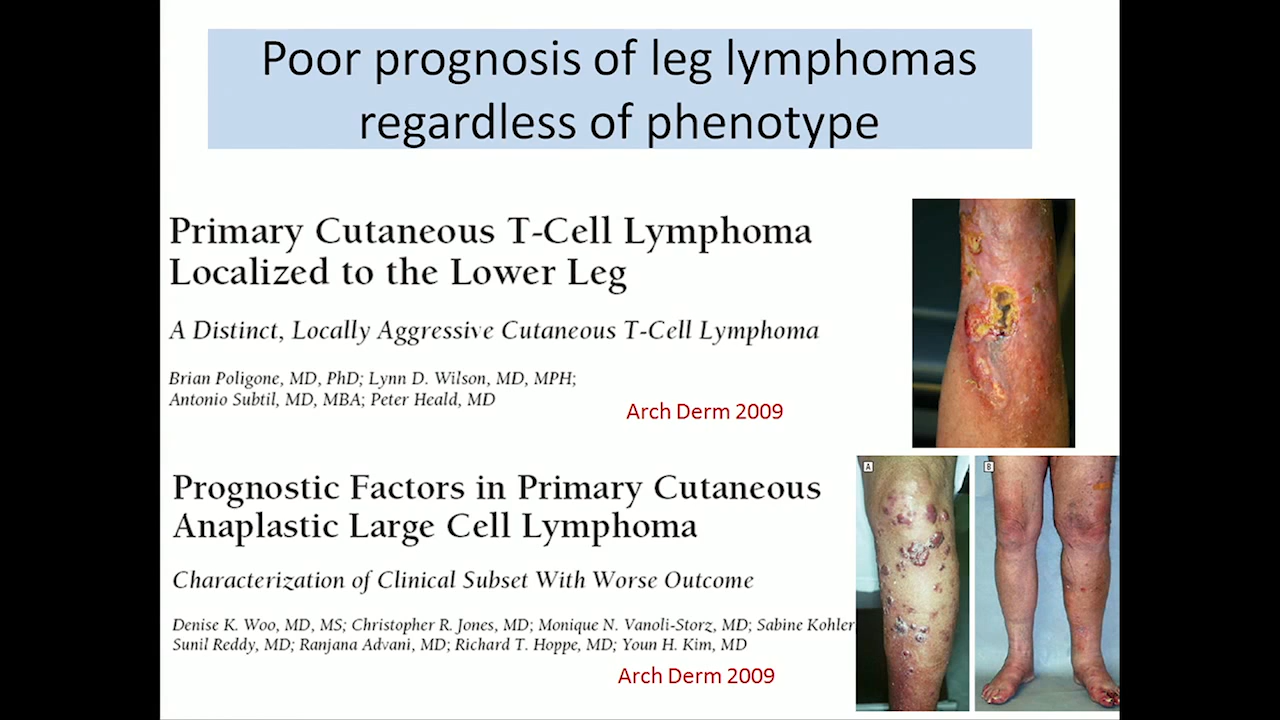 Poor prognosis of leg lymphomas
regardless of phenotype
Primary Cutaneous T-Cell Lymphoma
Localized to the Lower Leg
A Distinct, Locally Aggressive Cutaneous T-Cell Lymphoma
Brian Poligone, MD, PhD; Lynn D. Wilson, MD, MPH;
Antonio Subtil, MD, MBA; Peter Heald, MD
Arch Derm 2009
Prognostic Factors in Primary Cutaneous
Anaplastic Large Cell Lymphoma
Characterization of Clinical Subset With Worse Outcome
Denise K. Woo, MD, MS; Christopher R. Jones, MD; Monique N. Vanoli-Storz, MD; Sabine Kohler,
Sunil Reddy, MD; Ranjana Advani, MD; Richard T. Hoppe, MD; Youn H. Kim, MD
Arch Derm 2009
A
B